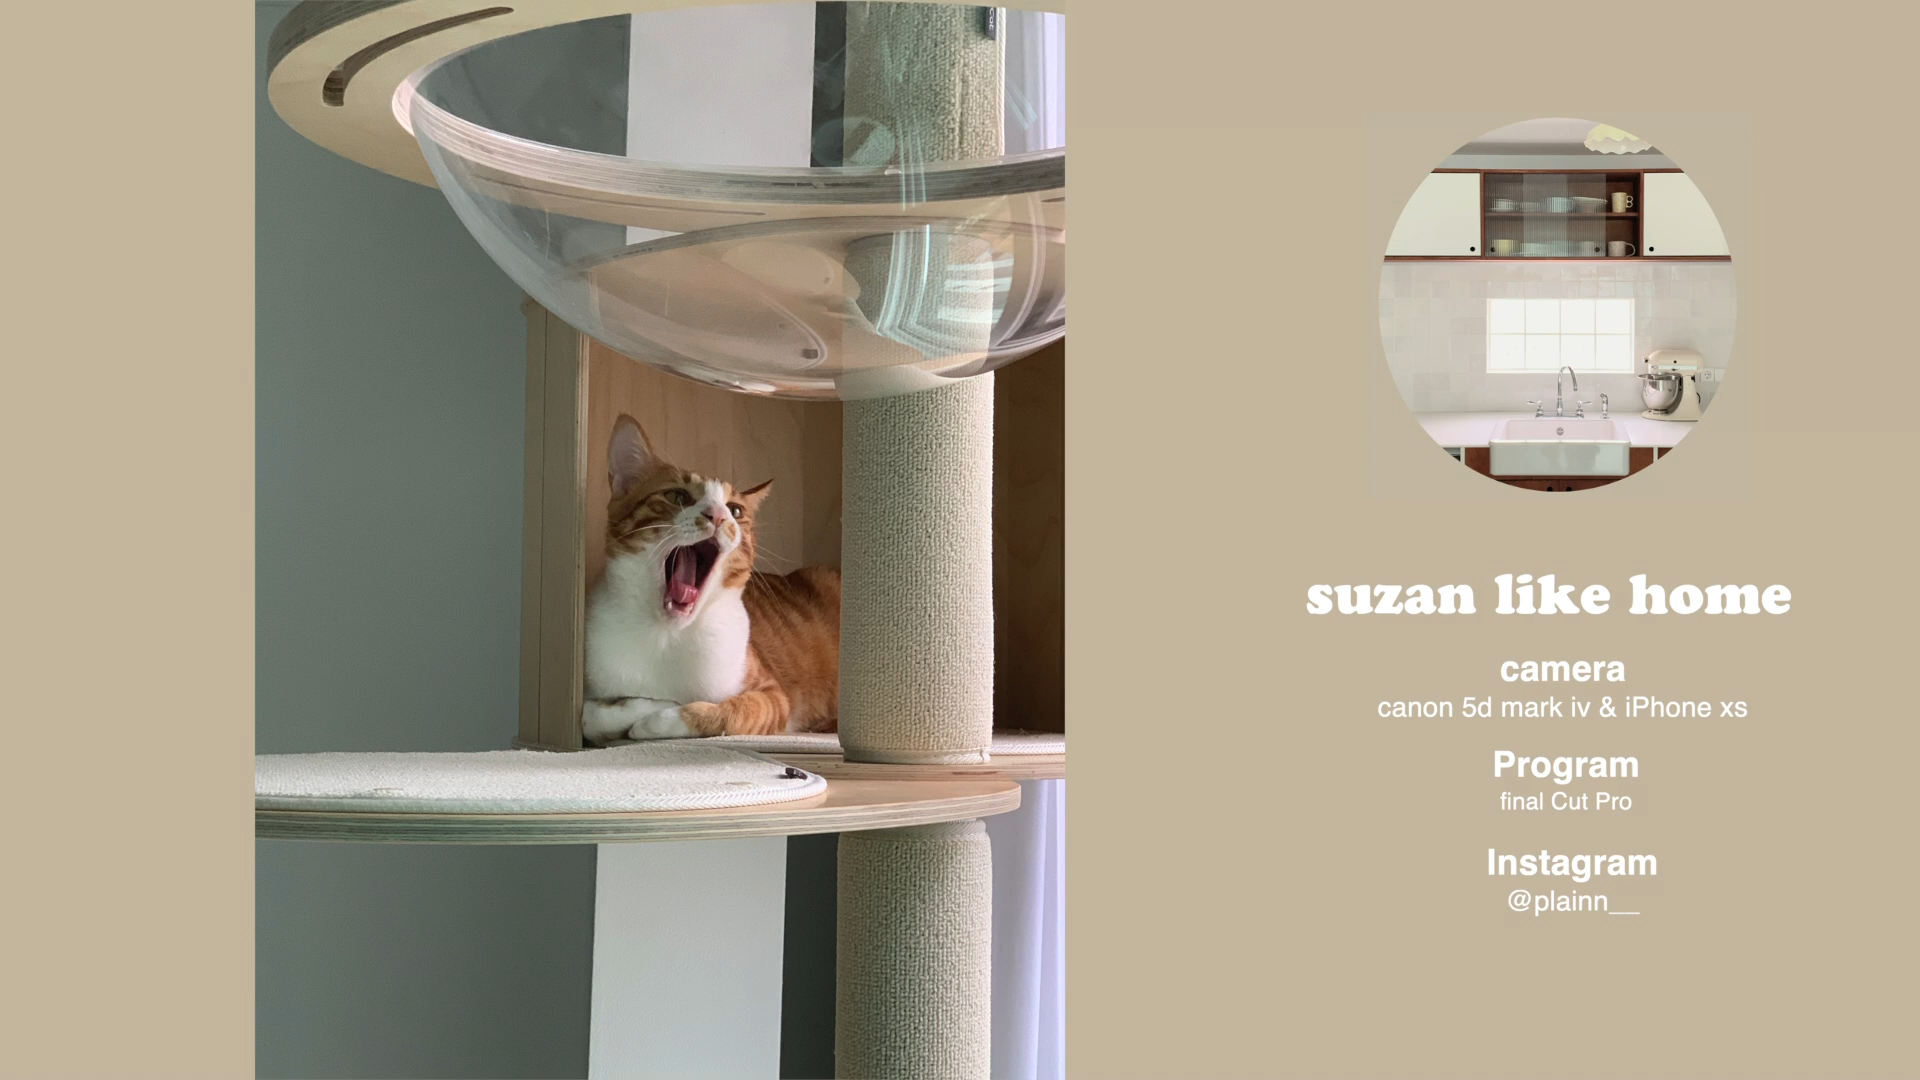 suzan like home
camera
canon 5d mark iv & iPhone xs
Program
final Cut Pro
Instagram
@plainn__